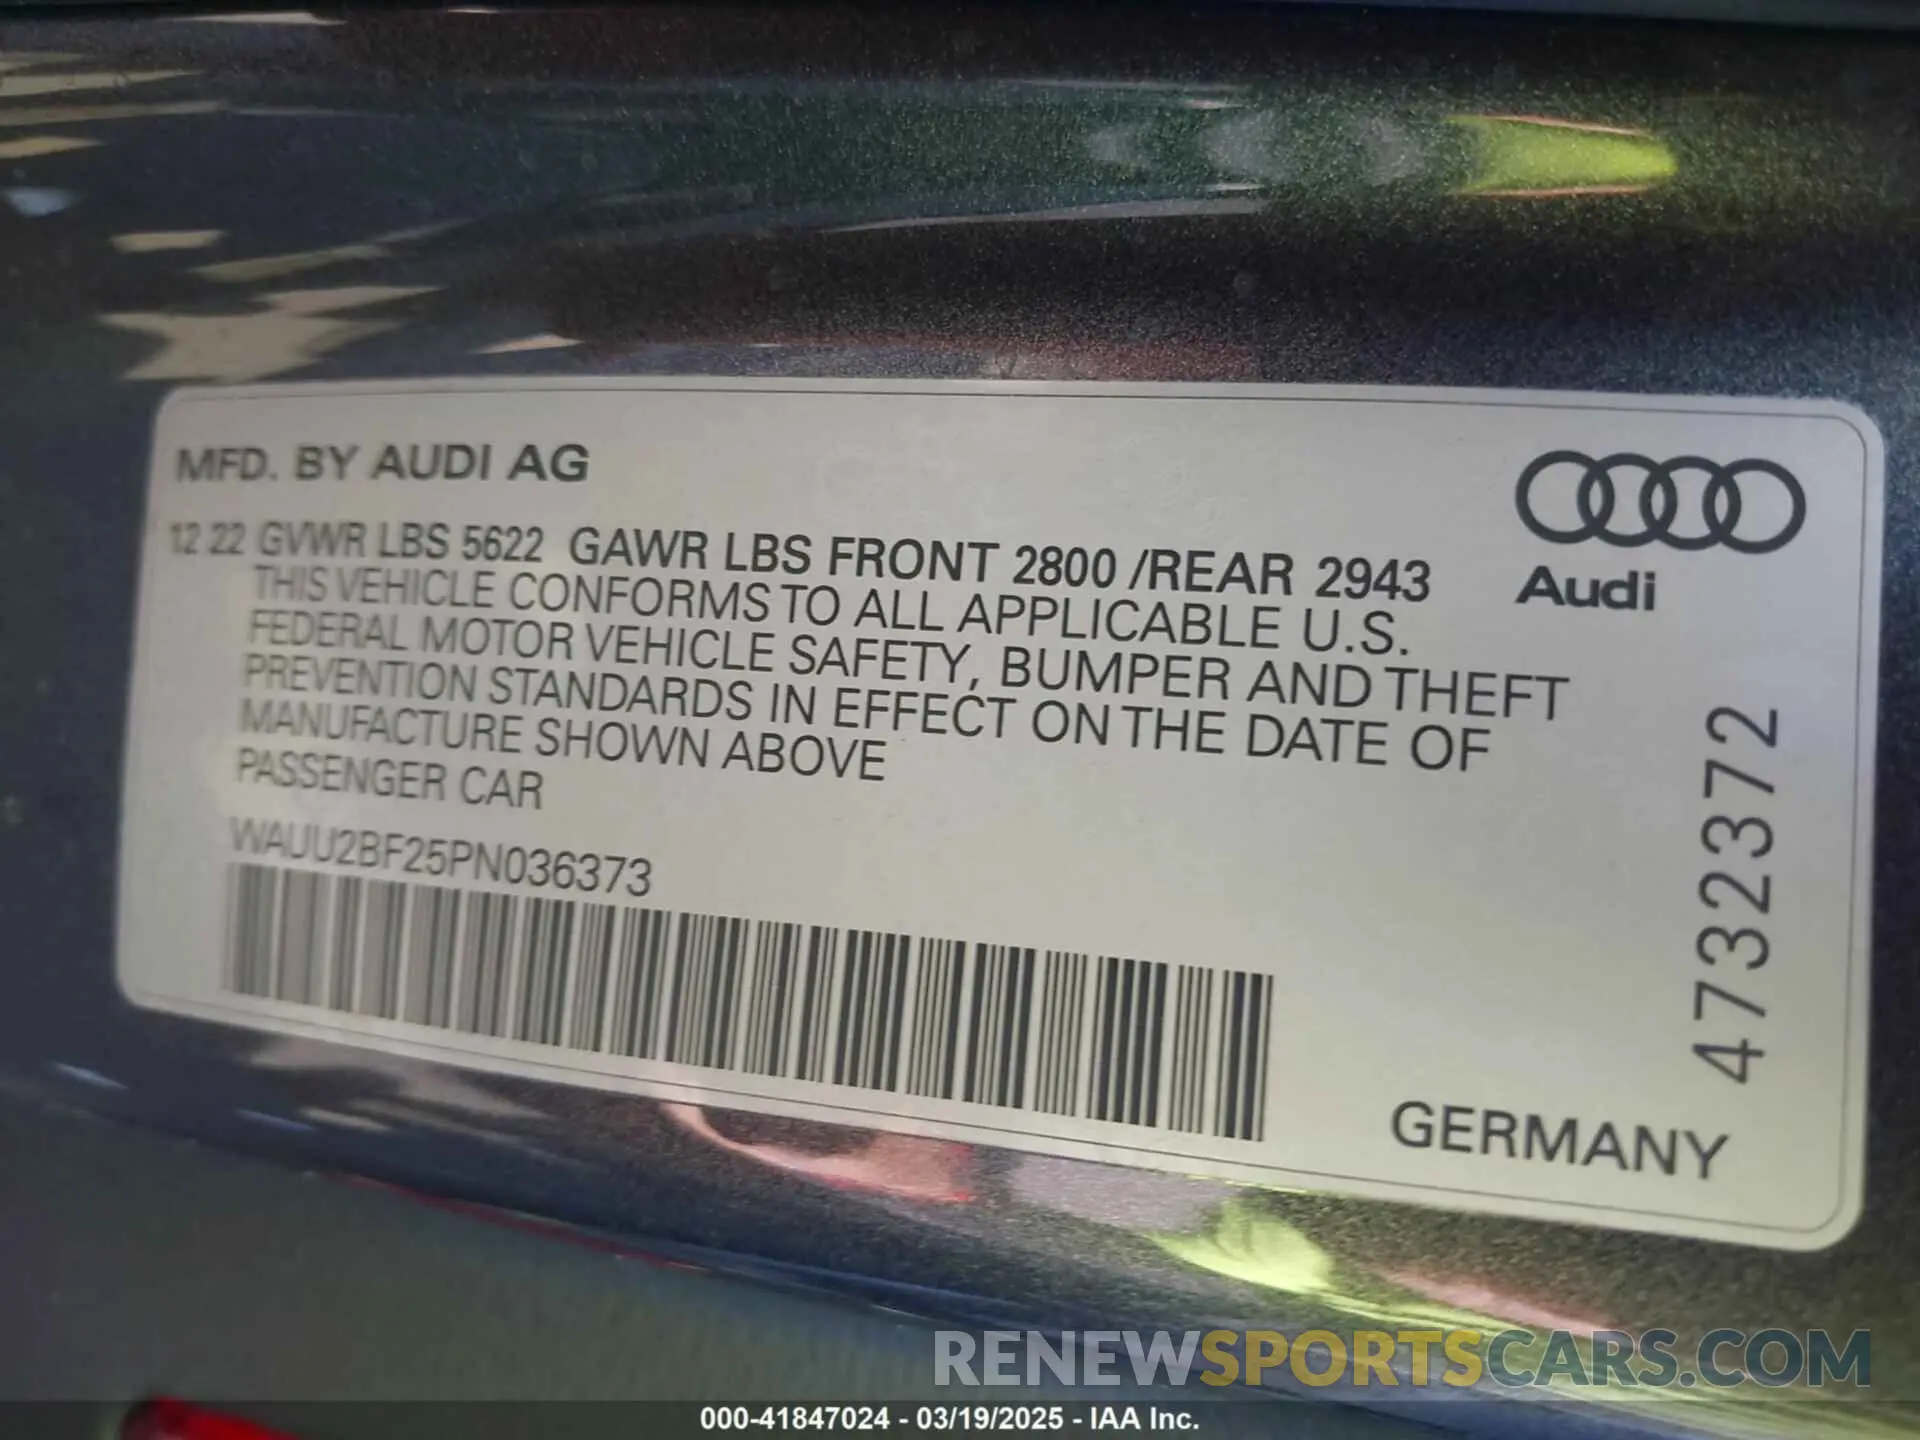 MFD. BY AUDI AG
12 22 GVWR LBS 5622 GAWR LBS FRONT 2800 /REAR 2943
THIS VEHICLE CONFORMS TO ALL APPLICABLE U.S.
FEDERAL MOTOR VEHICLE SAFETY, BUMPER AND THEFT
PREVENTION STANDARDS IN EFFECT ON THE DATE OF
MANUFACTURE SHOWN ABOVE
PASSENGER CAR
WAUU2BF25PN036373
Audi
4732372
GERMANY
RENEWSPORTSCARS.COM
000-41847024 - 03/19/2025 - IAA Inc.